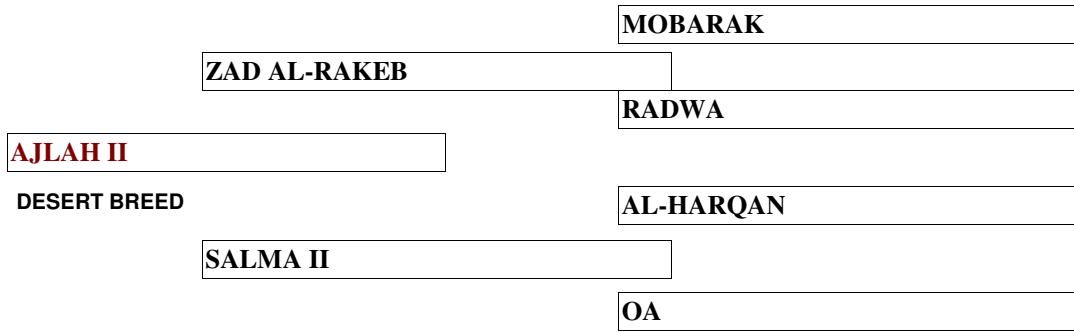 MOBARAK
ZAD AL-RAKEB
RADWA
AJLAH II
DESERT BREED
AL-HARQAN
SALMA II
OA